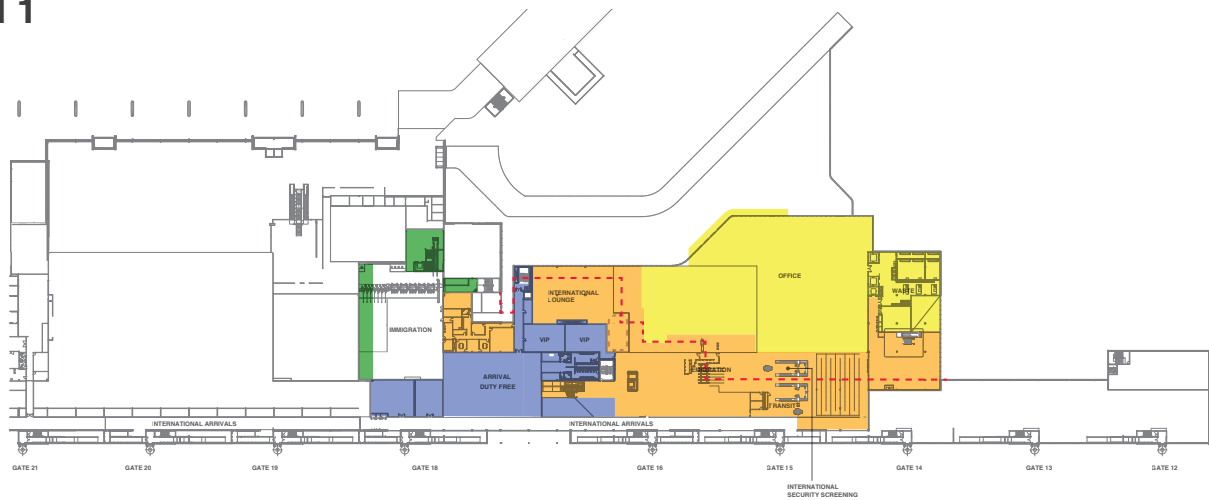 OFFICE
WASTE
INTERNATIONAL
LOUNGE
IMMIGRATION
VIP VIP
EMIGRATION
ARRIVAL
DUTY FREE
TRANSIT
INTERNATIONAL ARRIVALS INTERNATIONAL ARRIVALS
GATE 21 GATE 20 GATE 19 GATE 18 GATE 16 GATE 15 GATE 14 GATE 13 GATE 12
INTERNATIONAL
SECURITY SCREENING